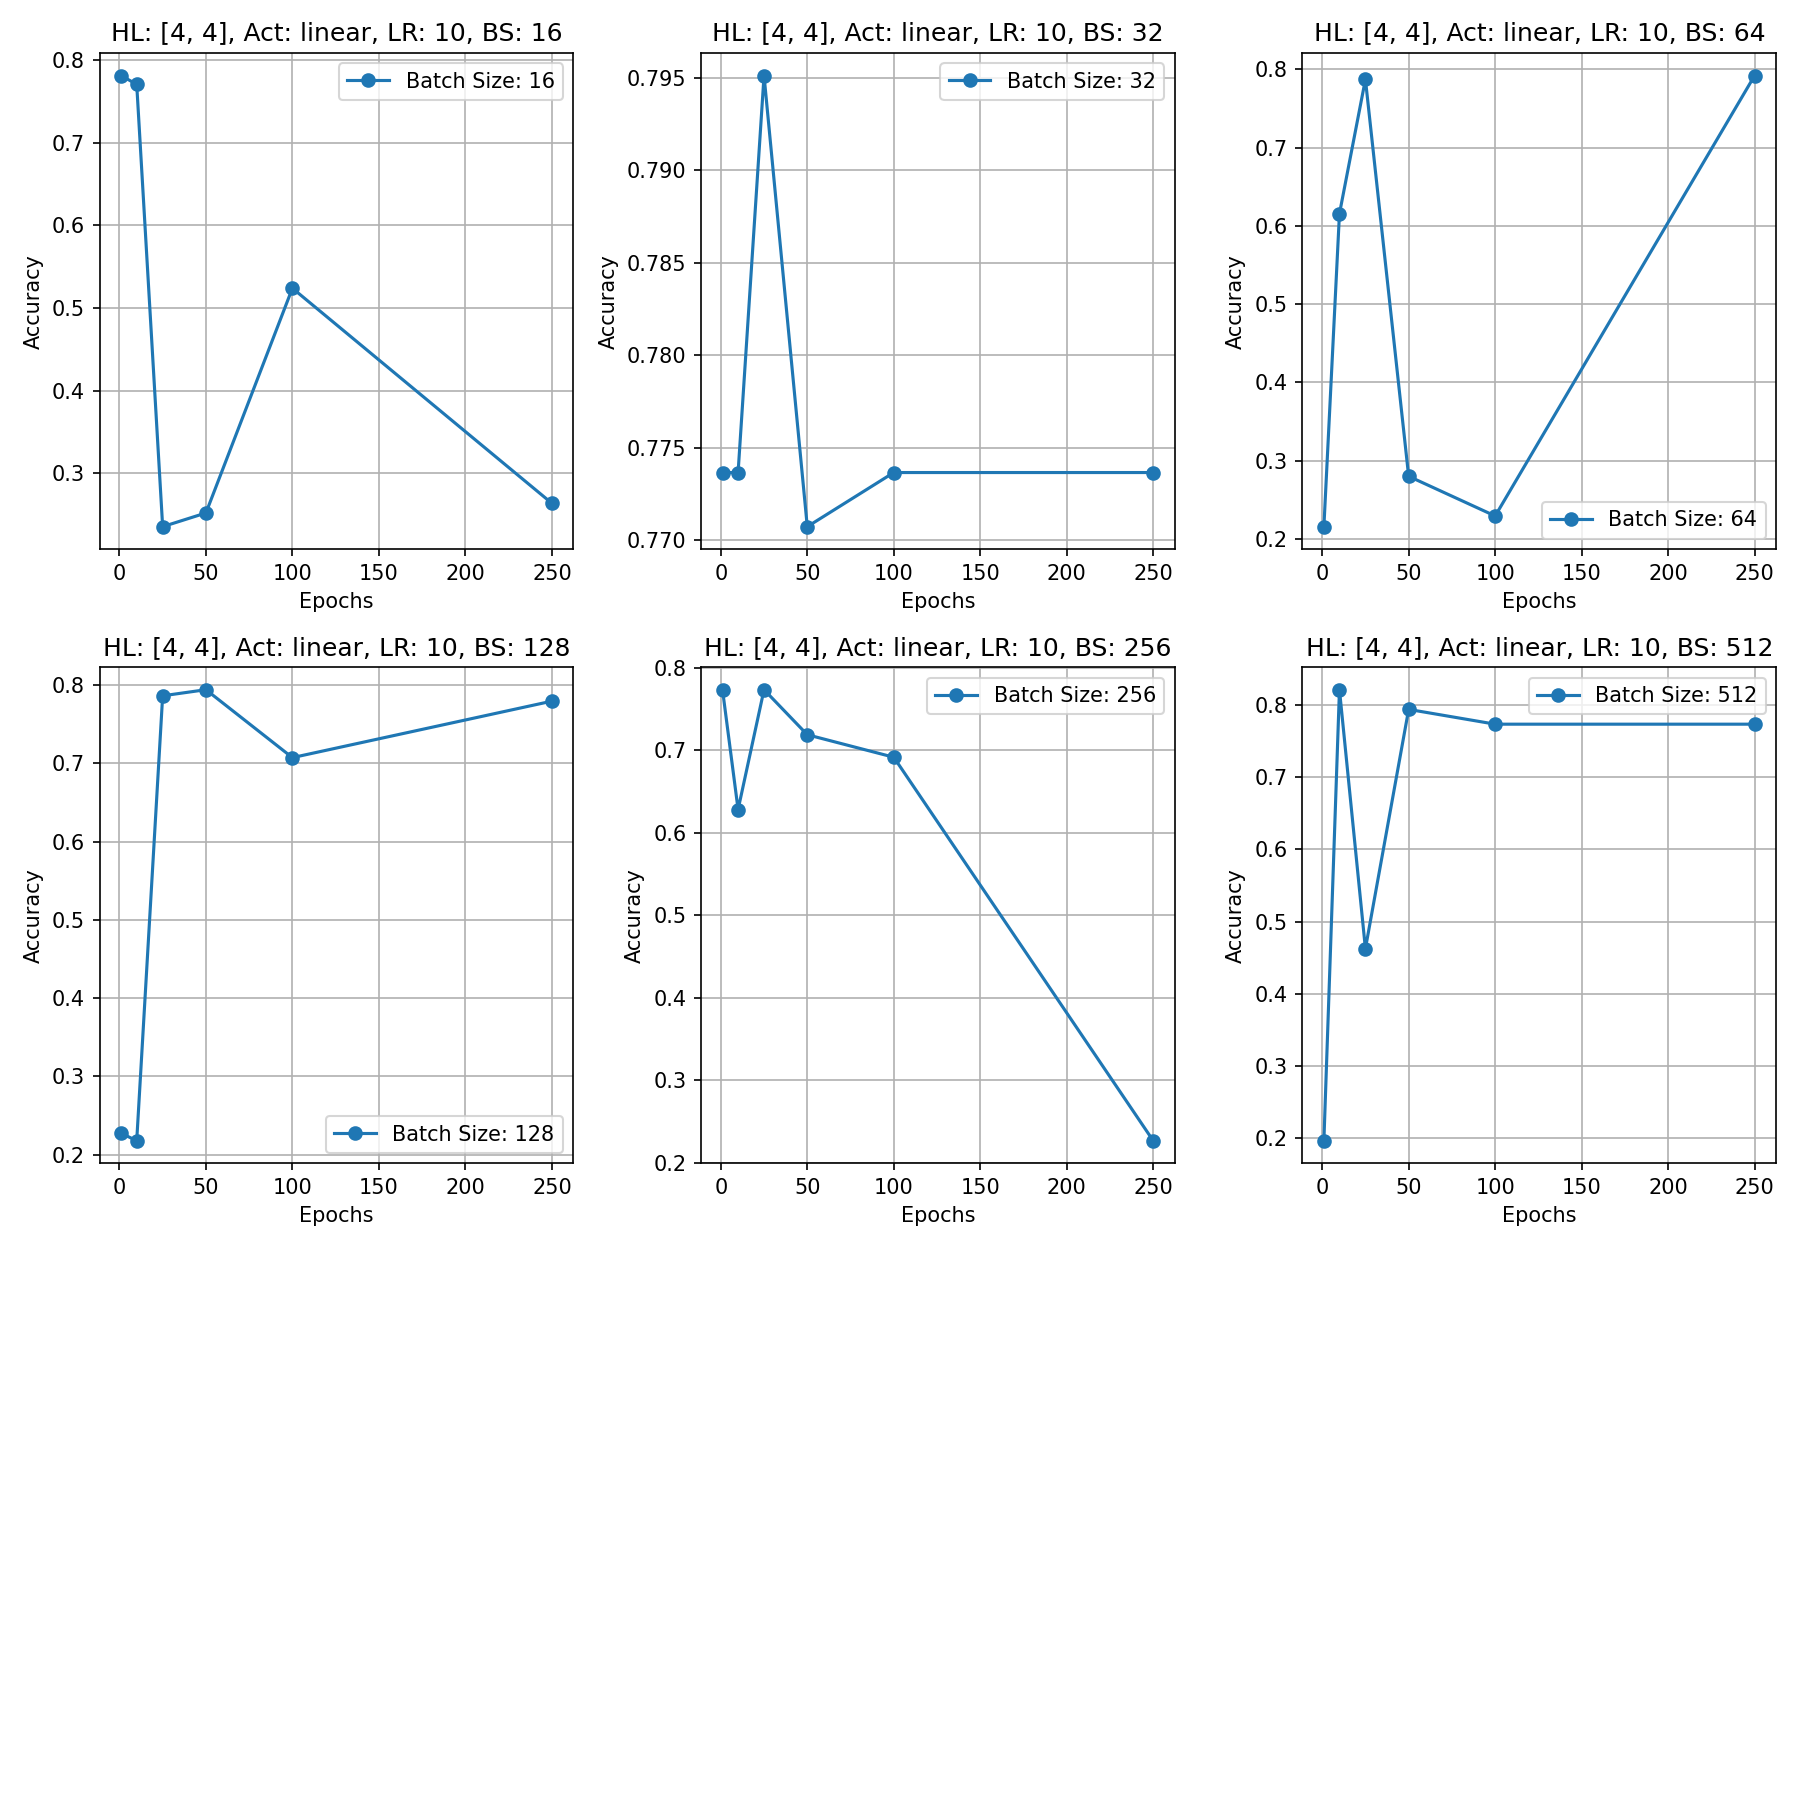 HL: [4, 4], Act: linear, LR: 10, BS: 16
Batch Size: 16
Accuracy
0.8
0.7
0.6
0.5
0.4
0.3
0 50 100 150 200 250
Epochs
HL: [4, 4], Act: linear, LR: 10, BS: 32
Batch Size: 32
Accuracy
0.795
0.790
0.785
0.780
0.775
0.770
0 50 100 150 200 250
Epochs
HL: [4, 4], Act: linear, LR: 10, BS: 64
Accuracy
0.8
0.7
0.6
0.5
0.4
0.3
0.2
Batch Size: 64
0 50 100 150 200 250
Epochs
HL: [4, 4], Act: linear, LR: 10, BS: 128
Accuracy
0.8
0.7
0.6
0.5
0.4
0.3
0.2
Batch Size: 128
0 50 100 150 200 250
Epochs
HL: [4, 4], Act: linear, LR: 10, BS: 256
Batch Size: 256
Accuracy
0.8
0.7
0.6
0.5
0.4
0.3
0.2
0 50 100 150 200 250
Epochs
HL: [4, 4], Act: linear, LR: 10, BS: 512
Batch Size: 512
Accuracy
0.8
0.7
0.6
0.5
0.4
0.3
0.2
0 50 100 150 200 250
Epochs